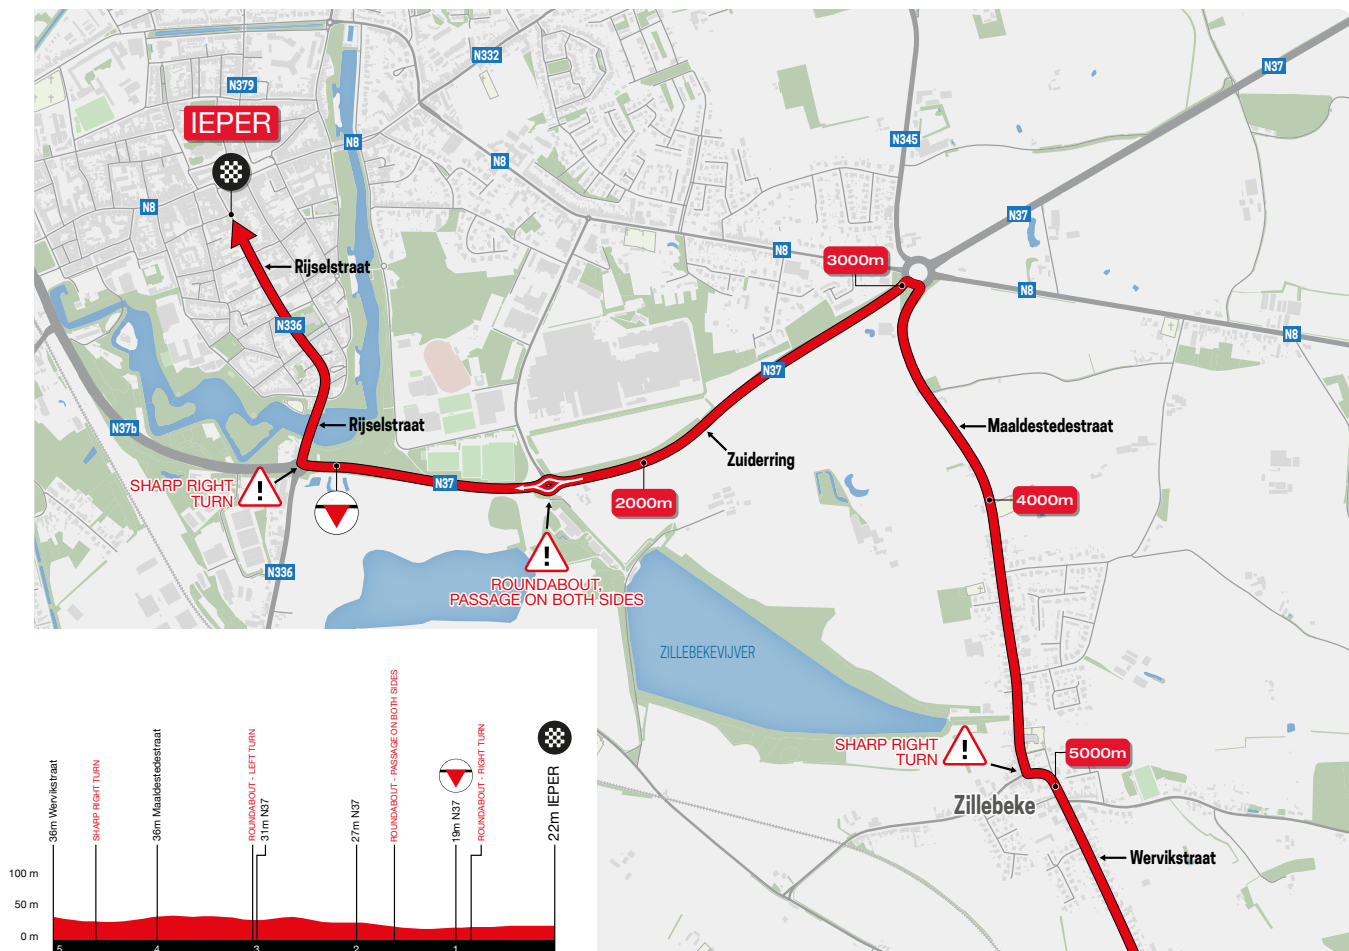 N332
N37
N379
IEPER
N8
N345
N8
N8
N37
N8
3000m
Rijselstraat
N8
N336
N8
N37
Rijselstraat
N37b
Maaldestedestraat
Zuiderring
SHARP RIGHT
TURN
!
N37
2000m
4000m
!
N336
ROUNDABOUT,
PASSAGE ON BOTH SIDES
ZILLEBEKEVIJVER
SHARP RIGHT
TURN
!
5000m
Zillebeke
Wervikstraat
36m Wervikstraat
SHARP RIGHT TURN
36m Maaldestedestraat
ROUNDABOUT - LEFT TURN
31m N37
27m N37
ROUNDABOUT - PASSAGE ON BOTH SIDES
19m N37
ROUNDABOUT - RIGHT TURN
22m IEPER
100 m
50 m
0 m
5 4 3 2 1